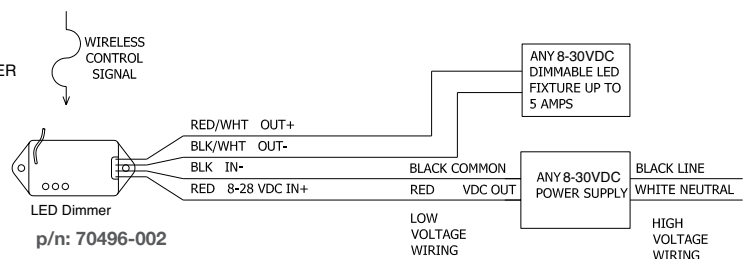 WIRELESS
CONTROL
SIGNAL
ER
ANY 8-30VDC
DIMMABLE LED
FIXTURE UP TO
5 AMPS
RED/WHT OUT+
BLK/WHT OUT-
BLK IN-
RED 8-28 VDC IN+
BLACK COMMON
RED VDC OUT
ANY 8-30VDC
POWER SUPPLY
BLACK LINE
WHITE NEUTRAL
LED Dimmer
p/n: 70496-002
LOW
VOLTAGE
WIRING
HIGH
VOLTAGE
WIRING